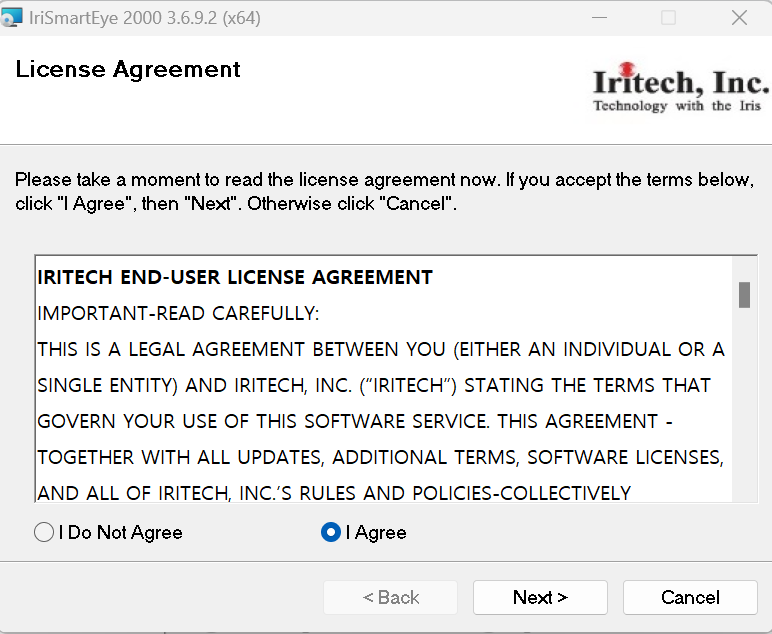 IriSmartEye 2000 3.6.9.2 (x64)
License Agreement
Iritech, Inc.
Technology with the Iris
Please take a moment to read the license agreement now. If you accept the terms below,
click "I Agree", then "Next". Otherwise click "Cancel".
IRITECH END-USER LICENSE AGREEMENT
IMPORTANT-READ CAREFULLY:
THIS IS A LEGAL AGREEMENT BETWEEN YOU (EITHER AN INDIVIDUAL OR A
SINGLE ENTITY) AND IRITECH, INC. (“IRITECH”) STATING THE TERMS THAT
GOVERN YOUR USE OF THIS SOFTWARE SERVICE. THIS AGREEMENT -
TOGETHER WITH ALL UPDATES, ADDITIONAL TERMS, SOFTWARE LICENSES,
AND ALL OF IRITECH, INC.’S RULES AND POLICIES-COLLECTIVELY
I Do Not Agree
I Agree
< Back
Next >
Cancel